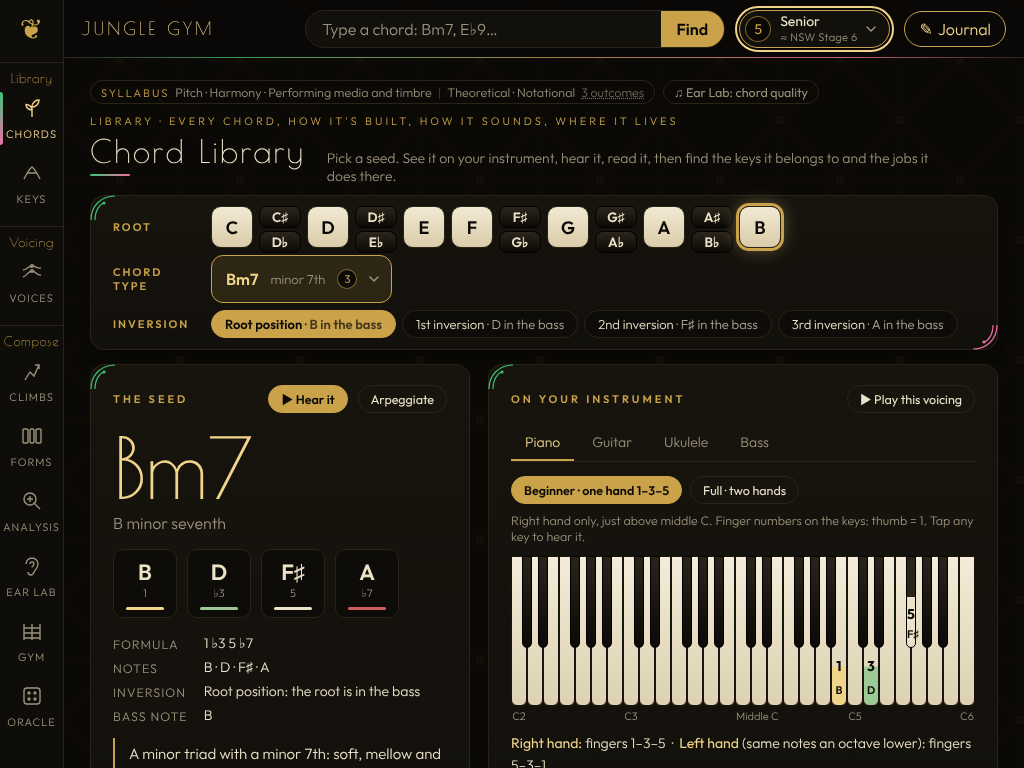 JUNGLE GYM
Type a chord: Bm7, E♭9...
Find
5
Senior
≈ NSW Stage 6
✎ Journal
Library
CHORDS
KEYS
Voicing
VOICES
Compose
CLIMBS
FORMS
ANALYSIS
EAR LAB
GYM
ORACLE
SYLLABUS Pitch · Harmony · Performing media and timbre | Theoretical · Notational 3 outcomes
♫ Ear Lab: chord quality
LIBRARY · EVERY CHORD, HOW IT'S BUILT, HOW IT SOUNDS, WHERE IT LIVES
Chord Library
Pick a seed. See it on your instrument, hear it, read it, then find the keys it belongs to and the jobs it
does there.
ROOT
C C♯ D♭ D D♯ E♭ E F F♯ G♭ G G♯ A♭ A A♯ B♭ B
CHORD
TYPE
Bm7 minor 7th 3
INVERSION
Root position · B in the bass
1st inversion · D in the bass
2nd inversion · F♯ in the bass
3rd inversion · A in the bass
THE SEED
▶ Hear it
Arpeggiate
Bm7
B minor seventh
B D F♯ A
1 ♭3 5 ♭7
FORMULA 1 ♭3 5 ♭7
NOTES B · D · F♯ · A
INVERSION Root position: the root is in the bass
BASS NOTE B
A minor triad with a minor 7th: soft, mellow and
ON YOUR INSTRUMENT
▶ Play this voicing
Piano Guitar Ukulele Bass
Beginner · one hand 1–3–5
Full · two hands
Right hand only, just above middle C. Finger numbers on the keys: thumb = 1. Tap any
key to hear it.
5
F♯
1 3
B D
C2 C3 Middle C C5 C6
Right hand: fingers 1–3–5 · Left hand (same notes an octave lower): fingers
5–3–1